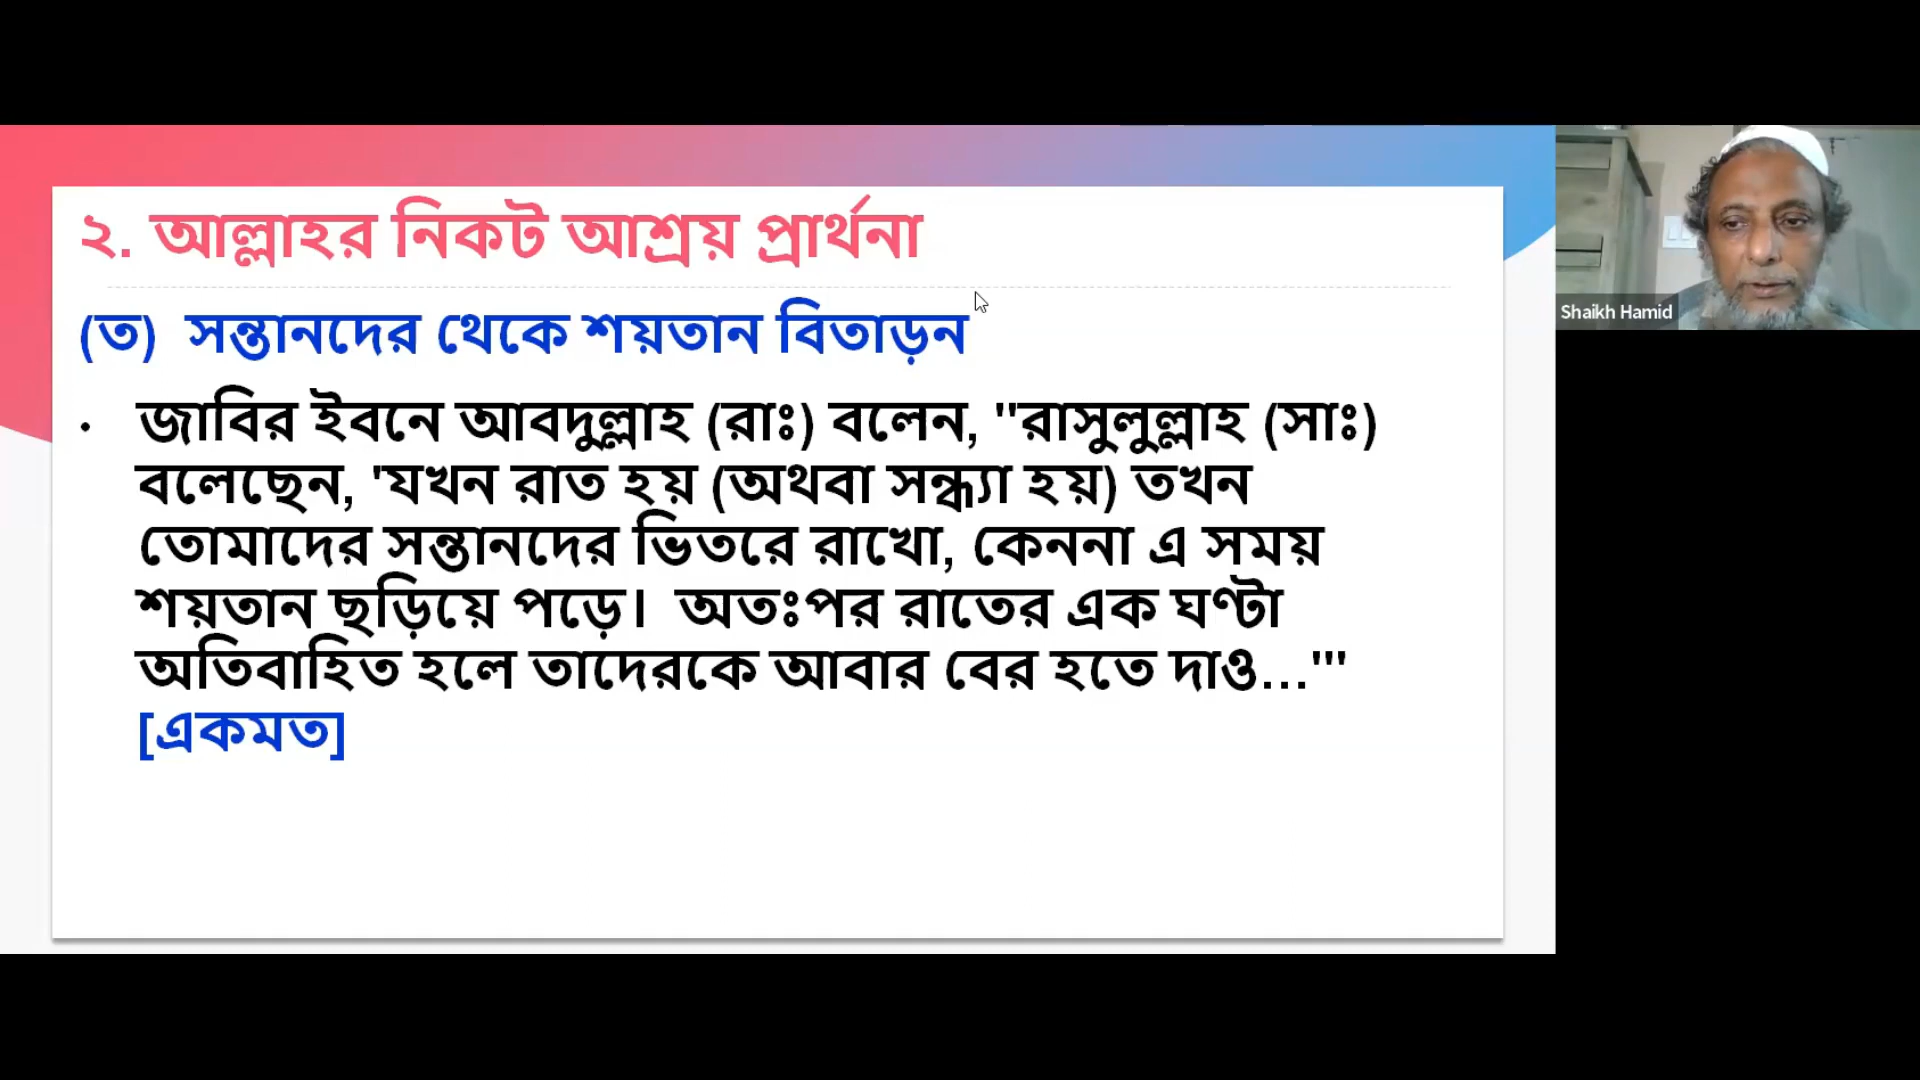 ২. আল্লাহর নিকট আশ্রয় প্রার্থনা
(ত) সন্তানদের থেকে শয়তান বিতাড়ন
• জাবির ইবনে আবদুল্লাহ (রাঃ) বলেন, "রাসুলুল্লাহ (সাঃ)
বলেছেন, 'যখন রাত হয় (অথবা সন্ধ্যা হয়) তখন
তোমাদের সন্তানদের ভিতরে রাখো, কেননা এ সময়
শয়তান ছড়িয়ে পড়ে। অতঃপর রাতের এক ঘণ্টা
অতিবাহিত হলে তাদেরকে আবার বের হতে দাও...'"
[একমত]
Shaikh Hamid